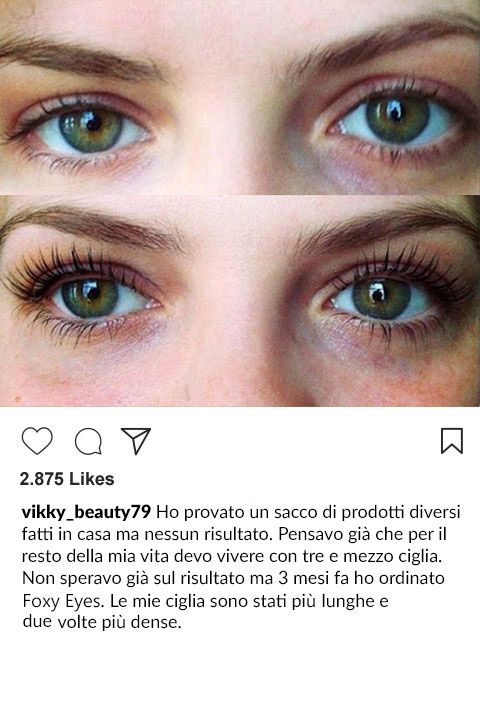 2.875 Likes
vikky_beauty79 Ho provato un sacco di prodotti diversi
fatti in casa ma nessun risultato. Pensavo già che per il
resto della mia vita devo vivere con tre e mezzo ciglia.
Non speravo già sul risultato ma 3 mesi fa ho ordinato
Foxy Eyes. Le mie ciglia sono stati più lunghe e
due volte più dense.